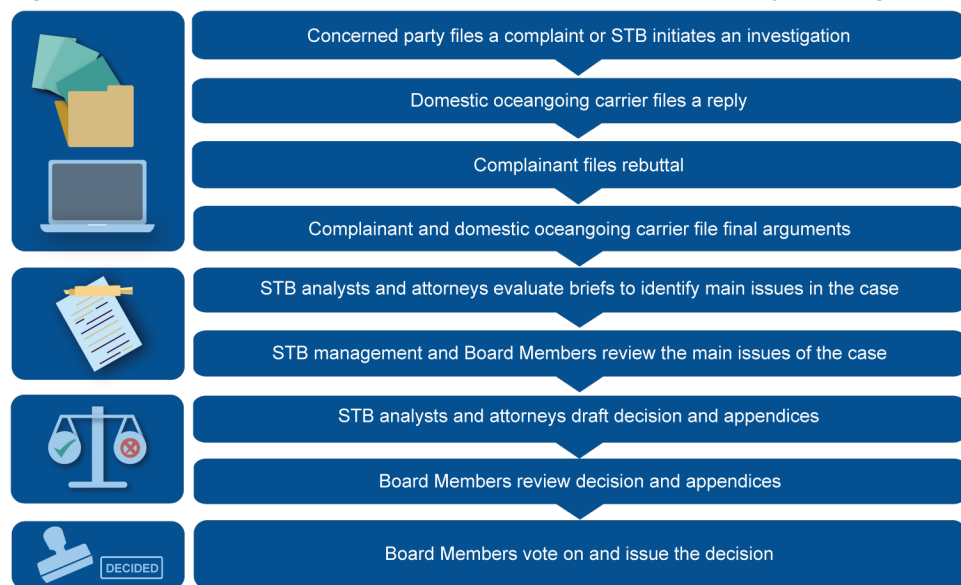 Concerned party files a complaint or STB initiates an investigation
Domestic oceangoing carrier files a reply
Complainant files rebuttal
Complainant and domestic oceangoing carrier file final arguments
STB analysts and attorneys evaluate briefs to identify main issues in the case
STB management and Board Members review the main issues of the case
STB analysts and attorneys draft decision and appendices
Board Members review decision and appendices
Board Members vote on and issue the decision
DECIDED